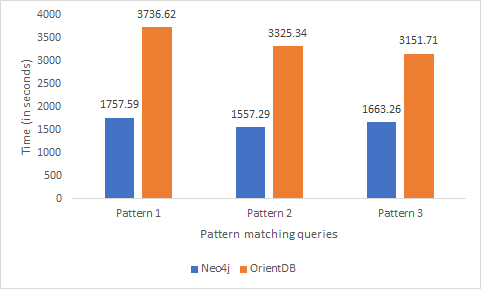 4000
3500
3000
2500
2000
1500
1000
500
0
Time (in seconds)
1757.59
3736.62
1557.29
3325.34
1663.26
3151.71
Pattern 1
Pattern 2
Pattern 3
Pattern matching queries
Neo4j
OrientDB